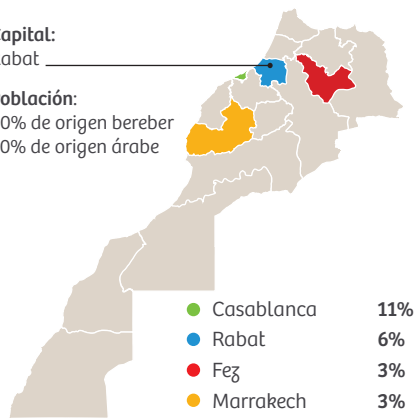 apital:
abat
oblación:
0% de origen bereber
0% de origen árabe
Casablanca 11%
Rabat 6%
Fez 3%
Marrakech 3%